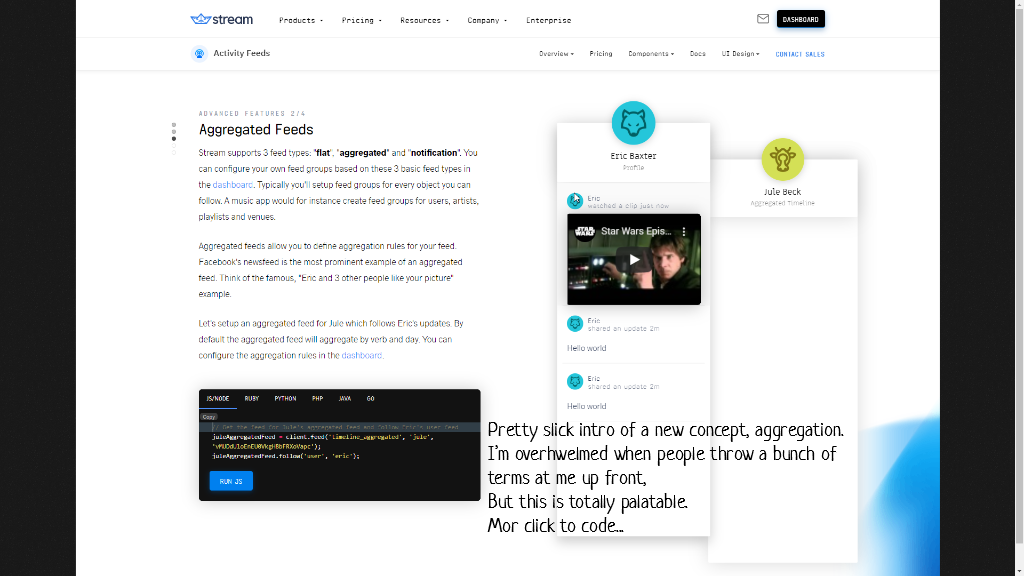 stream
Products
Pricing
Resources
Company
Enterprise
DASHBOARD
Activity Feeds
Overview
Pricing
Components
Docs
UI Design
CONTACT SALES
ADVANCED FEATURES 2/4
Aggregated Feeds
Stream supports 3 feed types: "flat", "aggregated" and "notification". You
can configure your own feed groups based on these 3 basic feed types in
the dashboard. Typically you'll setup feed groups for every object you can
follow. A music app would for instance create feed groups for users, artists,
playlists and venues.
Aggregated feeds allow you to define aggregation rules for your feed.
Facebook's newsfeed is the most prominent example of an aggregated
feed. Think of the famous, "Eric and 3 other people like your picture"
example.
Let's setup an aggregated feed for Jule which follows Eric's updates. By
default the aggregated feed will aggregate by verb and day. You can
configure the aggregation rules in the dashboard.
JS/NODE
RUBY
PYTHON
PHP
JAVA
GO
Copy
// Get the feed for Jule's aggregated feed and follow Eric's user feed
juleAggregatedFeed = client.feed('timeline_aggregated', 'jule',
juleAggregatedFeed.follow('user', 'eric');
RUN JS
Eric Baxter
Profile
Eric
watched a clip just now
STAR WARS
Star Wars Epis...
Eric
shared an update 2m
Hello world
Eric
shared an update 2m
Hello world
Jule Beck
Aggregated Timeline
Pretty slick intro of a new concept, aggregation.
I'm overhwelmed when people throw a bunch of
terms at me up front,
But this is totally palatable.
Mor click to code...